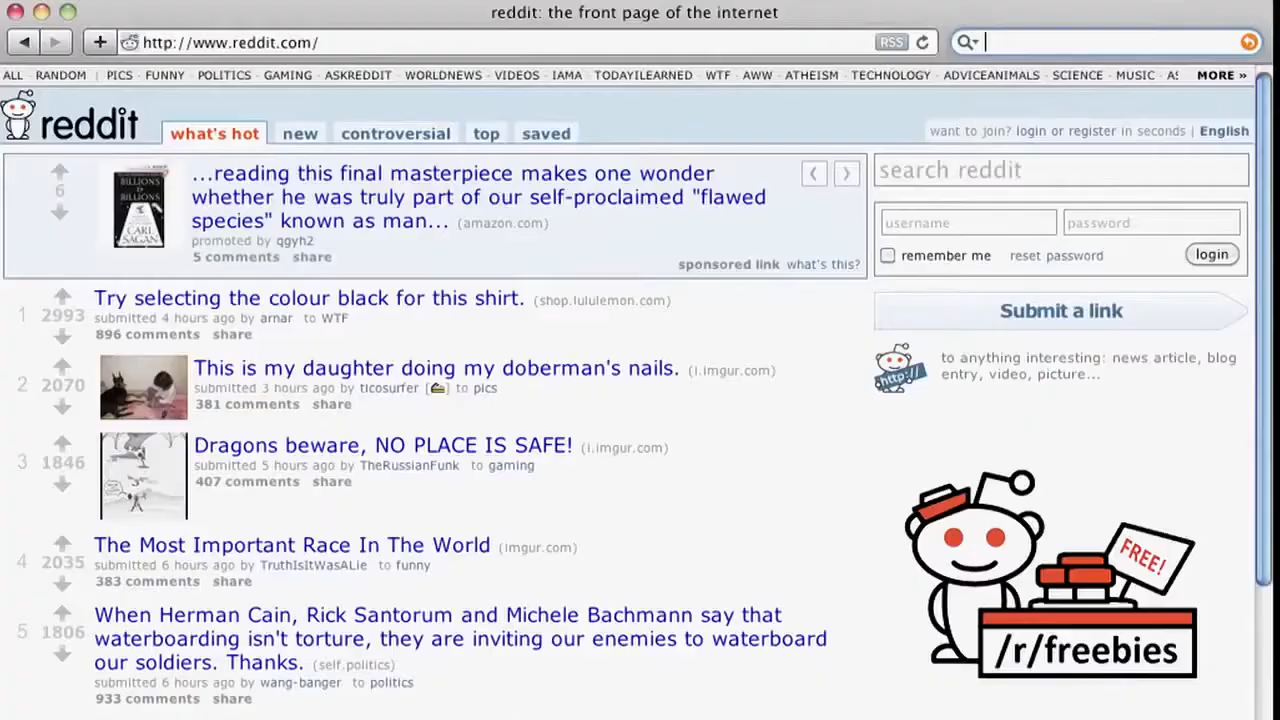 reddit: the front page of the internet
http://www.reddit.com/ RSS
ALL - RANDOM | PICS - FUNNY - POLITICS - GAMING - ASKREDDIT - WORLDNEWS - VIDEOS - IAMA - TODAYILEARNED - WTF - AWW - ATHEISM - TECHNOLOGY - ADVICEANIMALS - SCIENCE - MUSIC - AS MORE »
reddit what's hot new controversial top saved
want to join? login or register in seconds | English
6
BILLIONS & BILLIONS
CARL SAGAN
...reading this final masterpiece makes one wonder
whether he was truly part of our self-proclaimed "flawed
species" known as man... (amazon.com)
promoted by qgyh2
5 comments share
sponsored link what's this?
search reddit
username password
remember me reset password login
Submit a link
http://
to anything interesting: news article, blog
entry, video, picture...
1 2993 Try selecting the colour black for this shirt. (shop.lululemon.com)
submitted 4 hours ago by arnar to WTF
896 comments share
2 2070 This is my daughter doing my doberman's nails. (i.imgur.com)
submitted 3 hours ago by ticosurfer [ ] to pics
381 comments share
3 1846 Dragons beware, NO PLACE IS SAFE! (i.imgur.com)
submitted 5 hours ago by TheRussianFunk to gaming
407 comments share
4 2035 The Most Important Race In The World (imgur.com)
submitted 6 hours ago by TruthIsItWasALie to funny
383 comments share
5 1806 When Herman Cain, Rick Santorum and Michele Bachmann say that
waterboarding isn't torture, they are inviting our enemies to waterboard
our soldiers. Thanks. (self.politics)
submitted 6 hours ago by wang-banger to politics
933 comments share
FREE!
/r/freebies